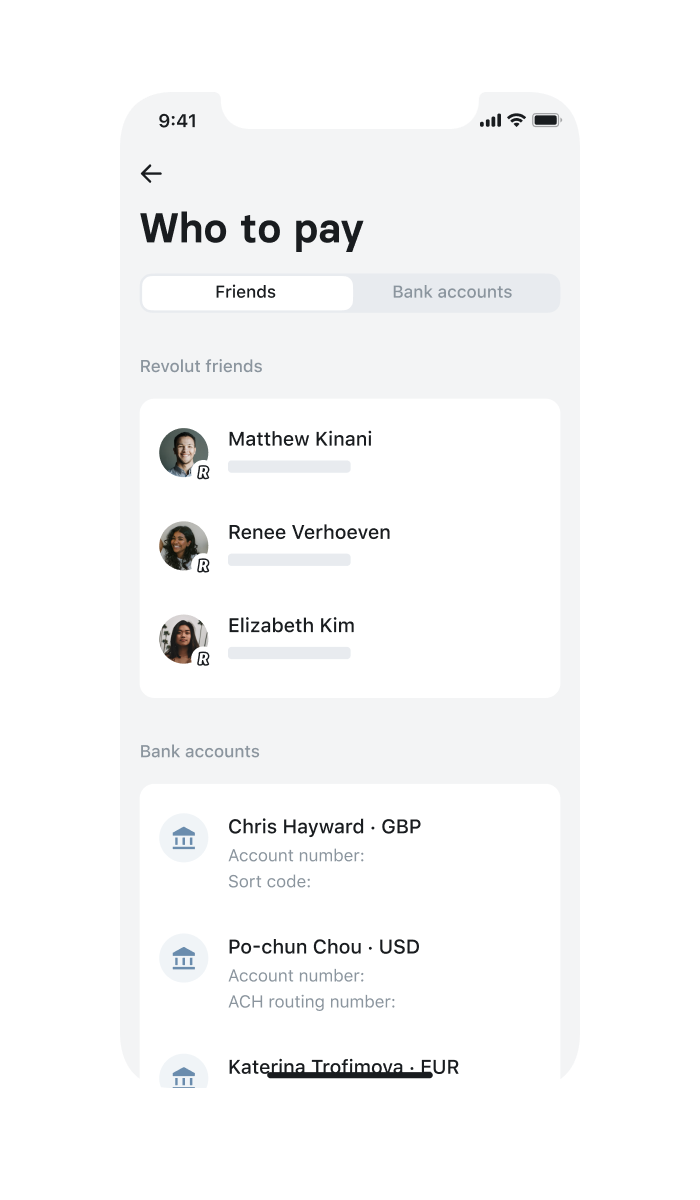 9:41
Who to pay
Friends
Bank accounts
Revolut friends
Matthew Kinani
R
Renee Verhoeven
R
Elizabeth Kim
R
Bank accounts
Chris Hayward · GBP
Account number:
Sort code:
Po-chun Chou · USD
Account number:
ACH routing number:
Katerina Trofimova · EUR